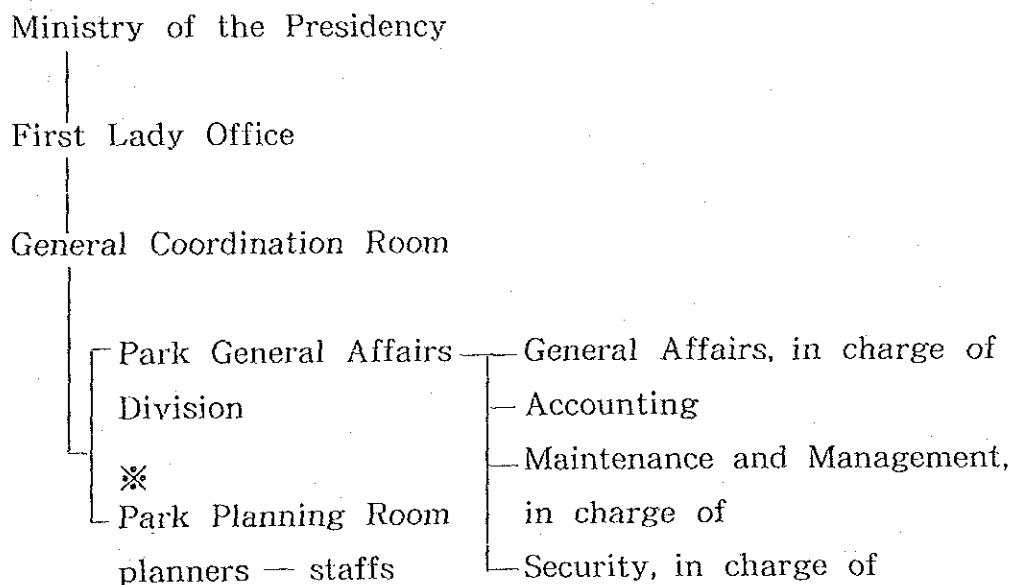 Ministry of the Presidency
First Lady Office
General Coordination Room
Park General Affairs
Division
※
Park Planning Room
planners — staffs
General Affairs, in charge of
Accounting
Maintenance and Management,
in charge of
Security, in charge of